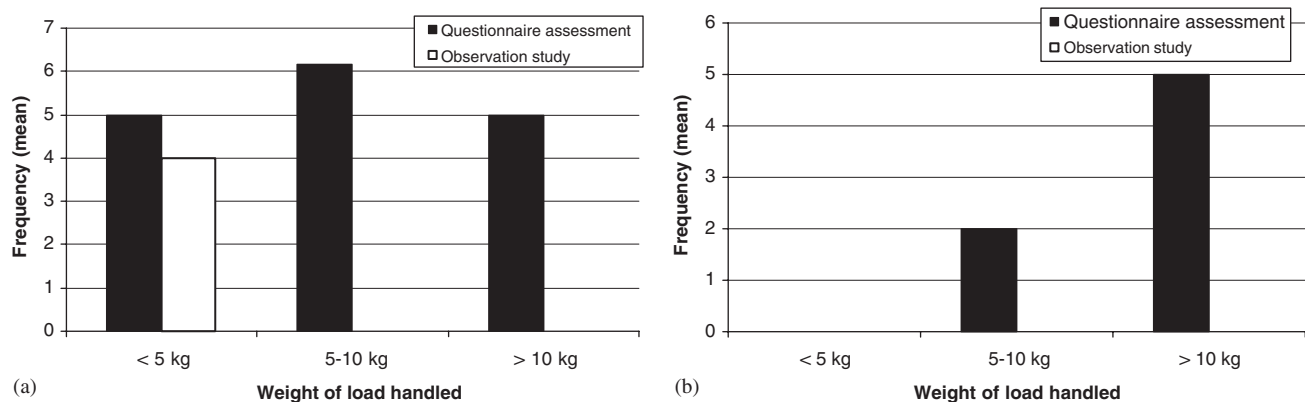 7
6
5
4
3
2
1
0
Frequency (mean)
Questionnaire assessment
Observation study
< 5 kg
5-10 kg
> 10 kg
Weight of load handled
(a)
6
5
4
3
2
1
0
Frequency (mean)
Questionnaire assessment
Observation study
< 5 kg
5-10 kg
> 10 kg
Weight of load handled
(b)